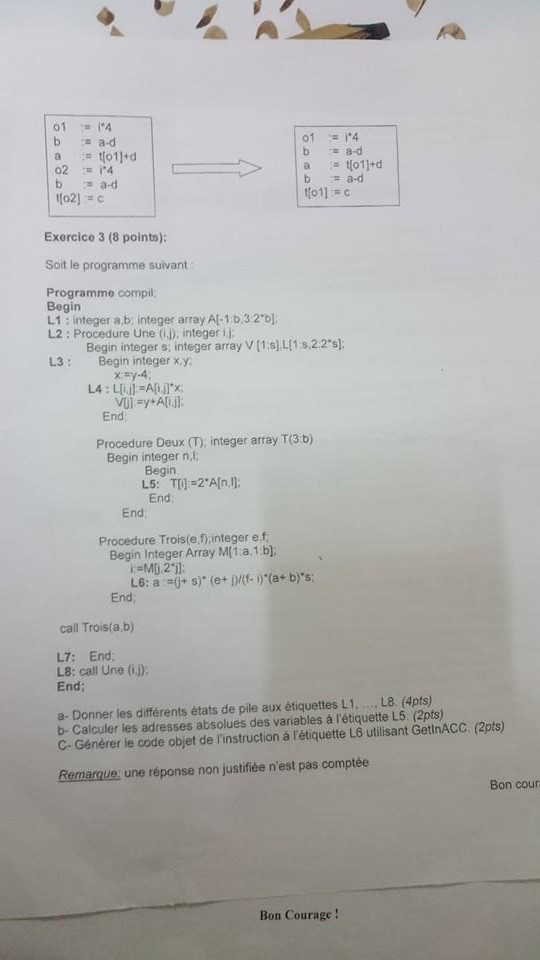 o1 := i*4
b := a-d
a := t[o1]+d
o2 := i*4
b := a-d
t[o2] := c
o1 := i*4
b := a-d
a := t[o1]+d
b := a-d
t[o1] := c
Exercice 3 (8 points):
Soit le programme suivant :
Programme compil;
Begin
L1 : integer a,b; integer array A[-1:b,3:2*b];
L2 : Procedure Une (i,j); integer i,j;
Begin integer s; integer array V [1:s],L[1:s,2:2*s];
L3 : Begin integer x,y;
x:=y-4;
L4 : L[i,j]:=A[i,j]*x;
V[j]:=y+A[i,j];
End;
Procedure Deux (T); integer array T(3:b)
Begin integer n,l;
Begin
L5: T[i]:=2*A[n,l];
End;
End;
Procedure Trois(e,f);integer e,f;
Begin Integer Array M[1:a,1:b];
i:=M[j,2*j];
L6: a :=(j+ s)* (e+ j)/(f- i)*(a+ b)*s;
End;
call Trois(a,b)
L7: End;
L8: call Une (i,j);
End;
a- Donner les différents états de pile aux étiquettes L1, ..., L8. (4pts)
b- Calculer les adresses absolues des variables à l'étiquette L5. (2pts)
C- Générer le code objet de l'instruction à l'étiquette L6 utilisant GetInACC. (2pts)
Remarque: une réponse non justifiée n'est pas comptée
Bon cour
Bon Courage !